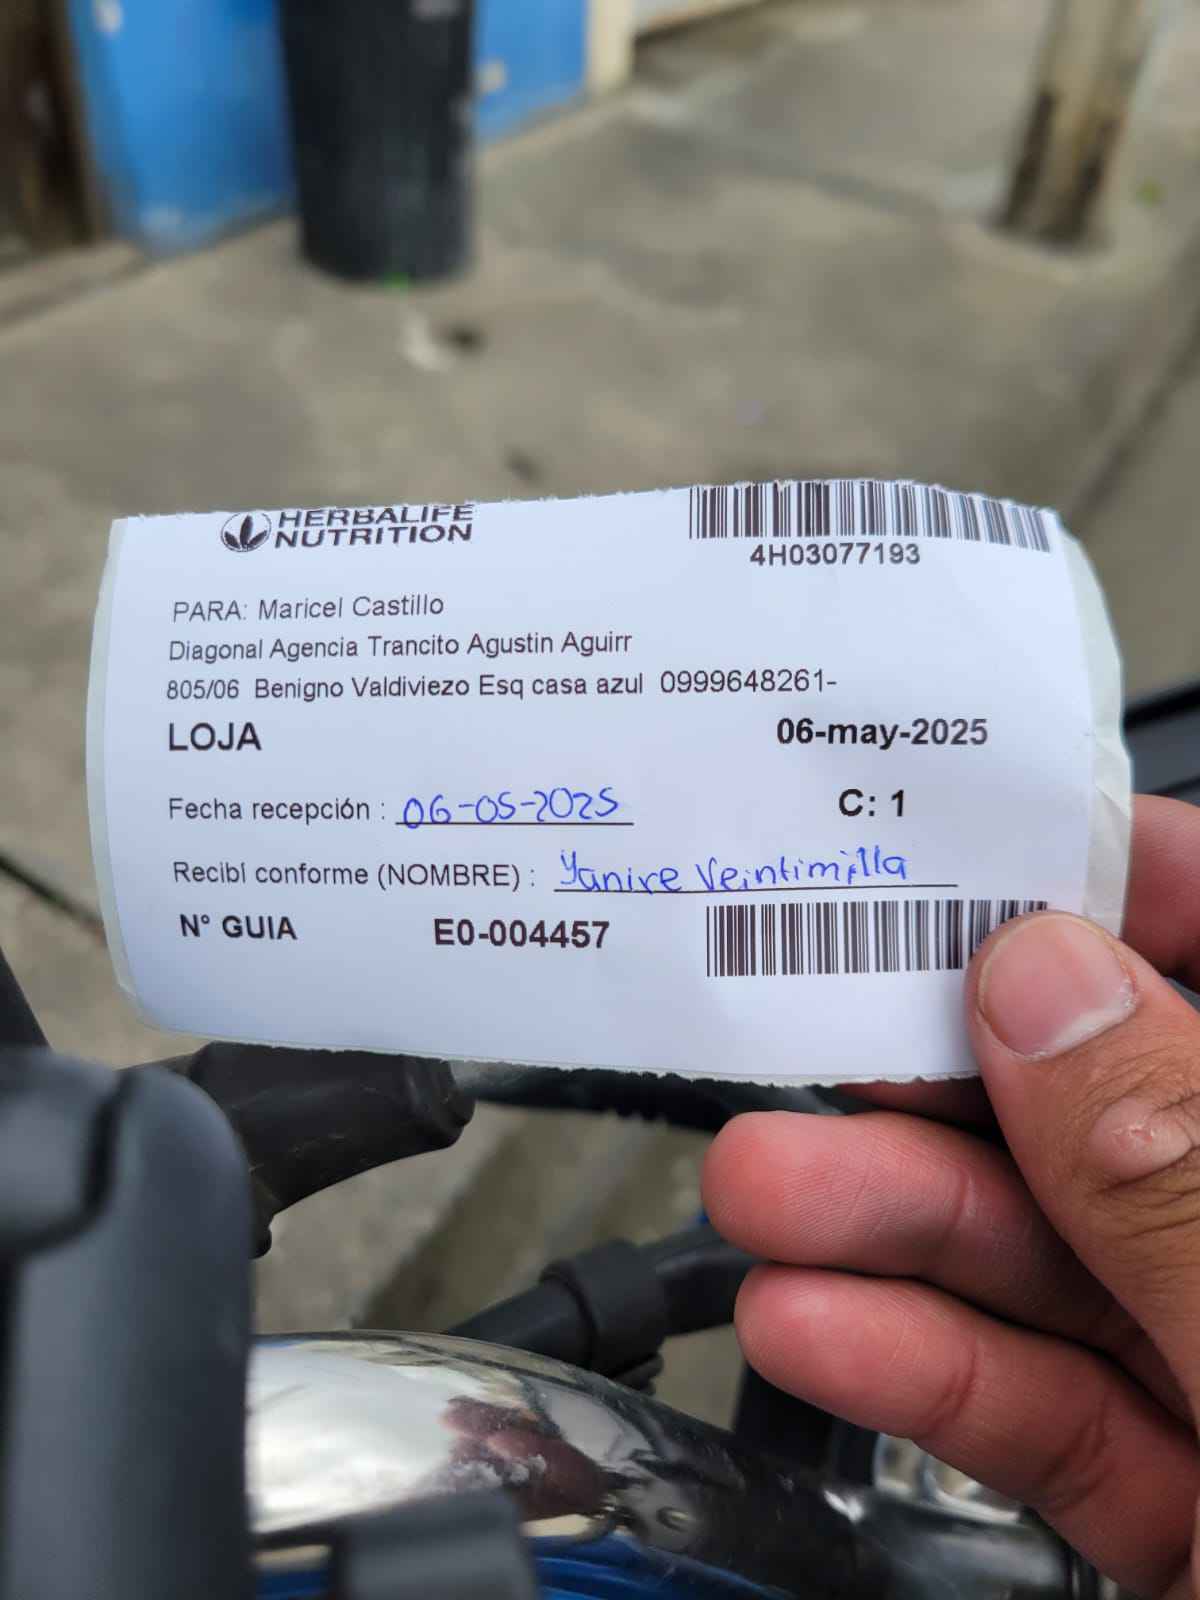 HERBALIFE
NUTRITION
4H03077193
PARA: Maricel Castillo
Diagonal Agencia Trancito Agustin Aguirr
805/06 Benigno Valdiviezo Esq casa azul 0999648261-
LOJA
06-may-2025
Fecha recepción : 06-05-2025
C: 1
Recibí conforme (NOMBRE) : Yanire Veintimilla
N° GUIA E0-004457